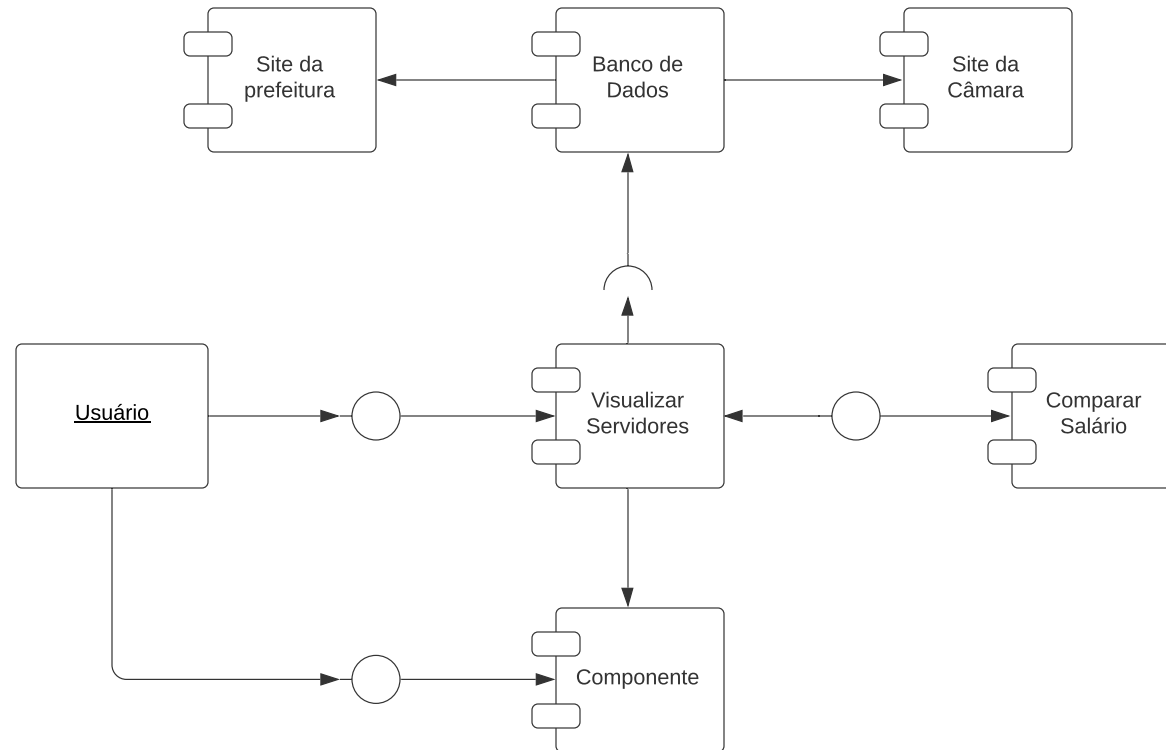 Site da
prefeitura
Banco de
Dados
Site da
Câmara
Usuário
Visualizar
Servidores
Comparar
Salário
Componente